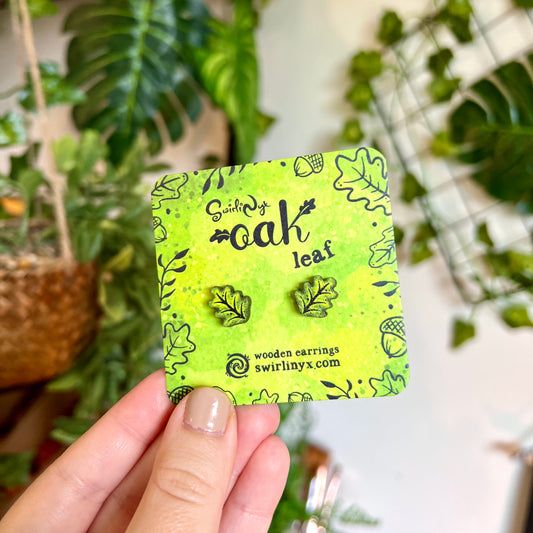 SwirliNyx
oak
leaf
wooden earrings
swirlinyx.com